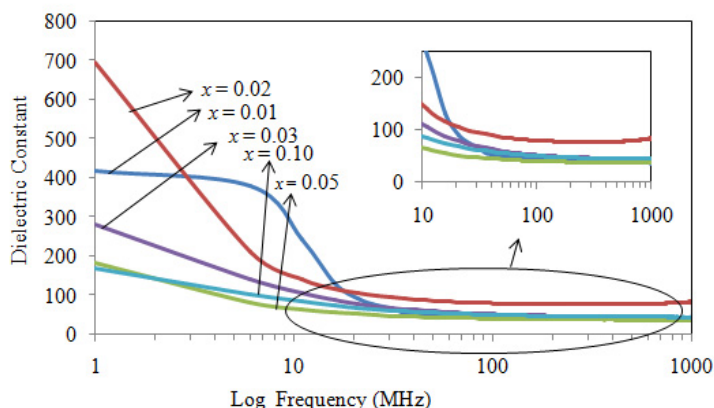 Dielectric Constant
800
700
600
500
400
300
200
100
0
x = 0.02
x = 0.01
x = 0.03
x = 0.10
x = 0.05
200
100
0
10
100
1000
1
10
100
1000
Log Frequency (MHz)